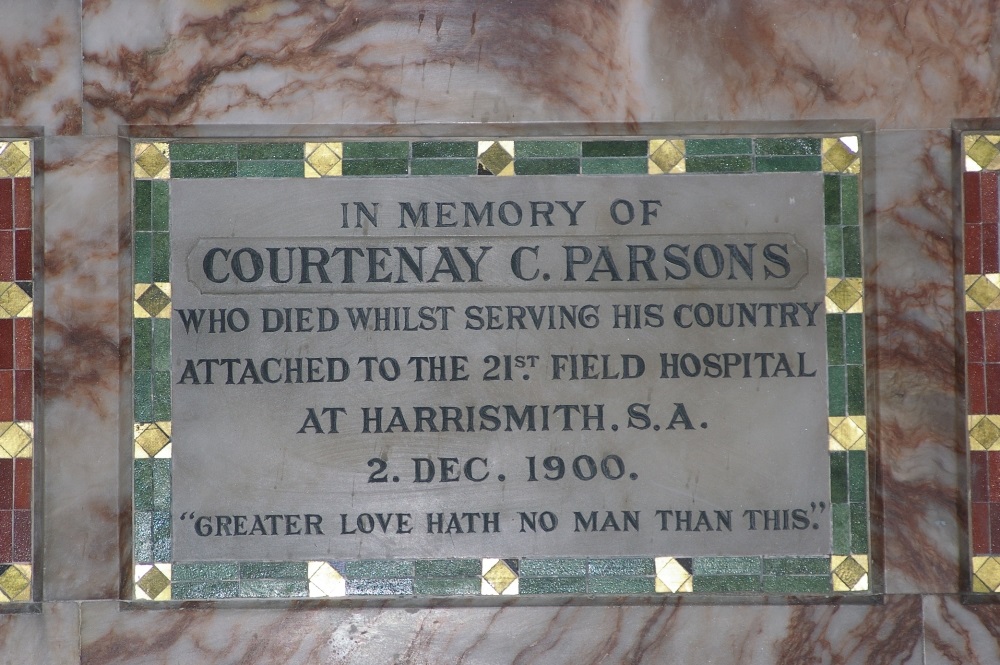 IN MEMORY OF
COURTENAY C. PARSONS
WHO DIED WHILST SERVING HIS COUNTRY
ATTACHED TO THE 21ST. FIELD HOSPITAL
AT HARRISMITH. S.A.
2. DEC. 1900.
"GREATER LOVE HATH NO MAN THAN THIS."